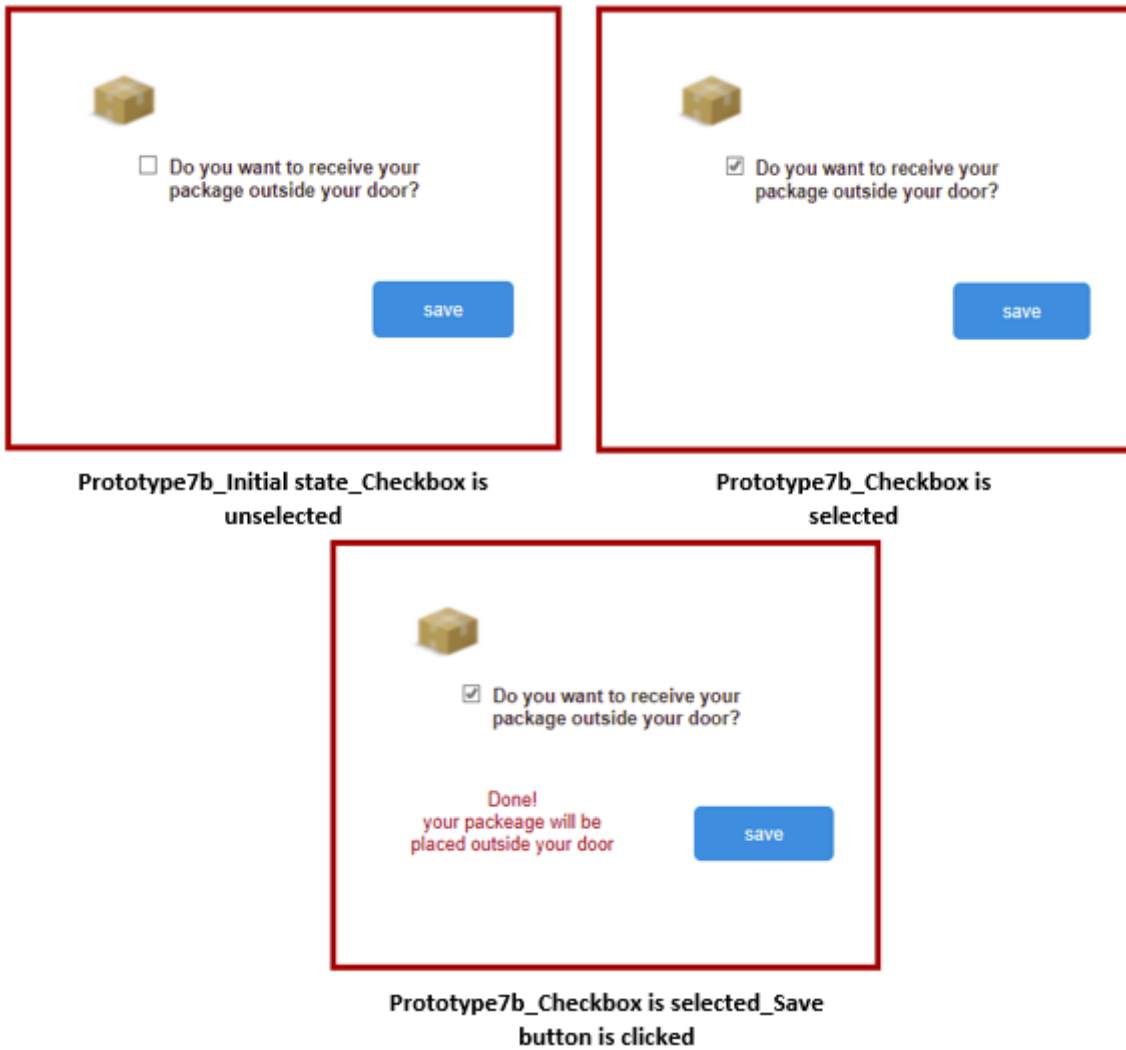 Do you want to receive your
package outside your door?
save
Prototype7b_Initial state_Checkbox is
unselected
Do you want to receive your
package outside your door?
save
Prototype7b_Checkbox is
selected
Do you want to receive your
package outside your door?
Done!
your packeage will be
placed outside your door
save
Prototype7b_Checkbox is selected_Save
button is clicked